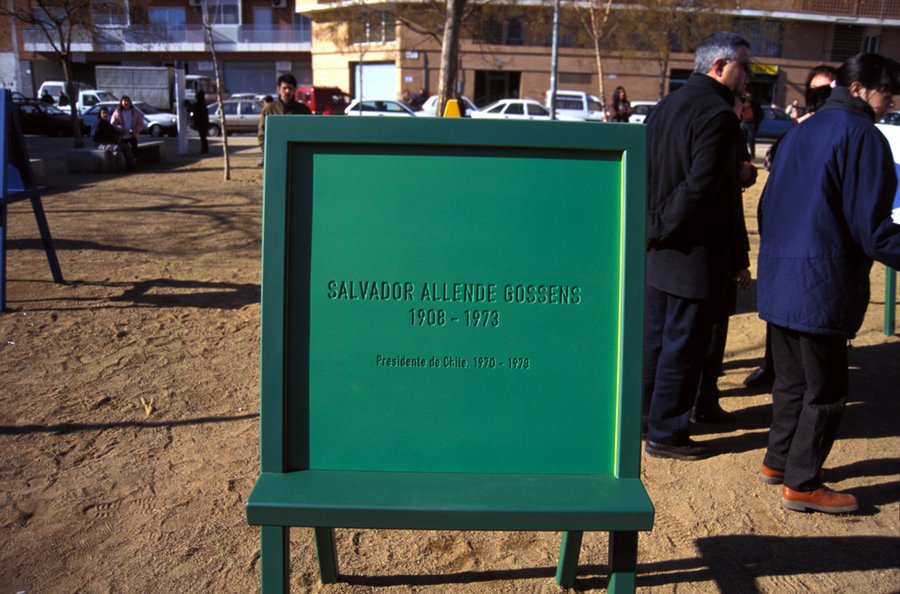 SALVADOR ALLENDE GOSSENS
1908 - 1973
Presidente de Chile, 1970 - 1973